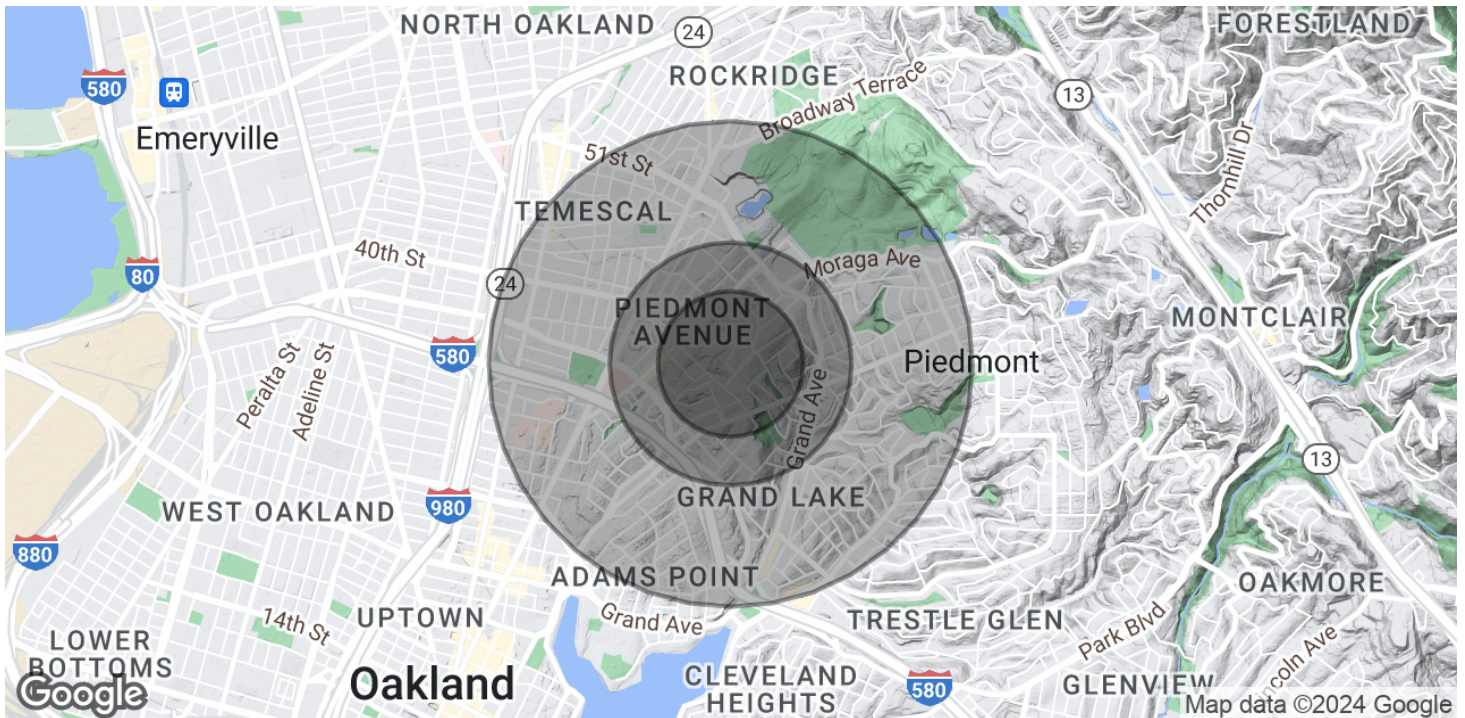 NORTH OAKLAND
24
FORESTLAND
580
ROCKRIDGE
Broadway Terrace
13
Emeryville
51st St
Thornhill Dr
TEMESCAL
40th St
Moraga Ave
80
24
PIEDMONT
AVENUE
MONTCLAIR
580
Piedmont
Peralta St
Adeline St
Grand Ave
13
GRAND LAKE
WEST OAKLAND
980
880
ADAMS POINT
OAKMORE
14th St
UPTOWN
Grand Ave
TRESTLE GLEN
Park Blvd
LOWER
BOTTOMS
Oakland
CLEVELAND
HEIGHTS
580
GLENVIEW
ncoln Ave
Google
Map data ©2024 Google